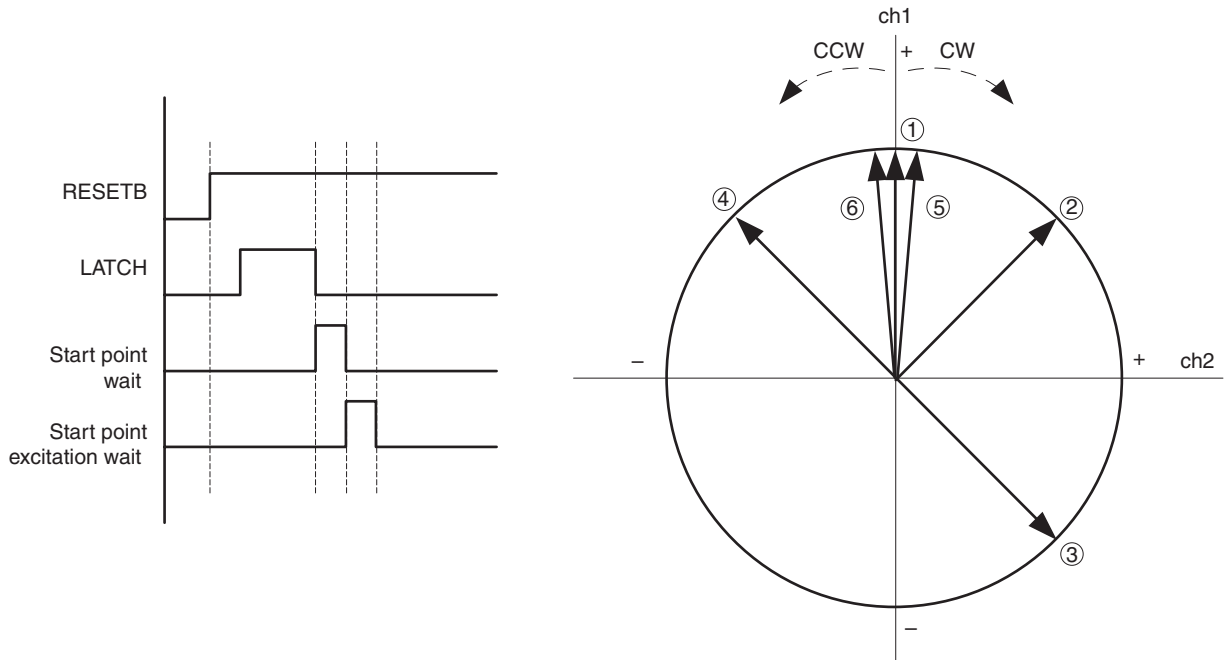 RESETB
LATCH
Start point
wait
Start point
excitation wait
ch1
CCW
+
CW
①
④
⑥
⑤
②
–
+
ch2
③
–